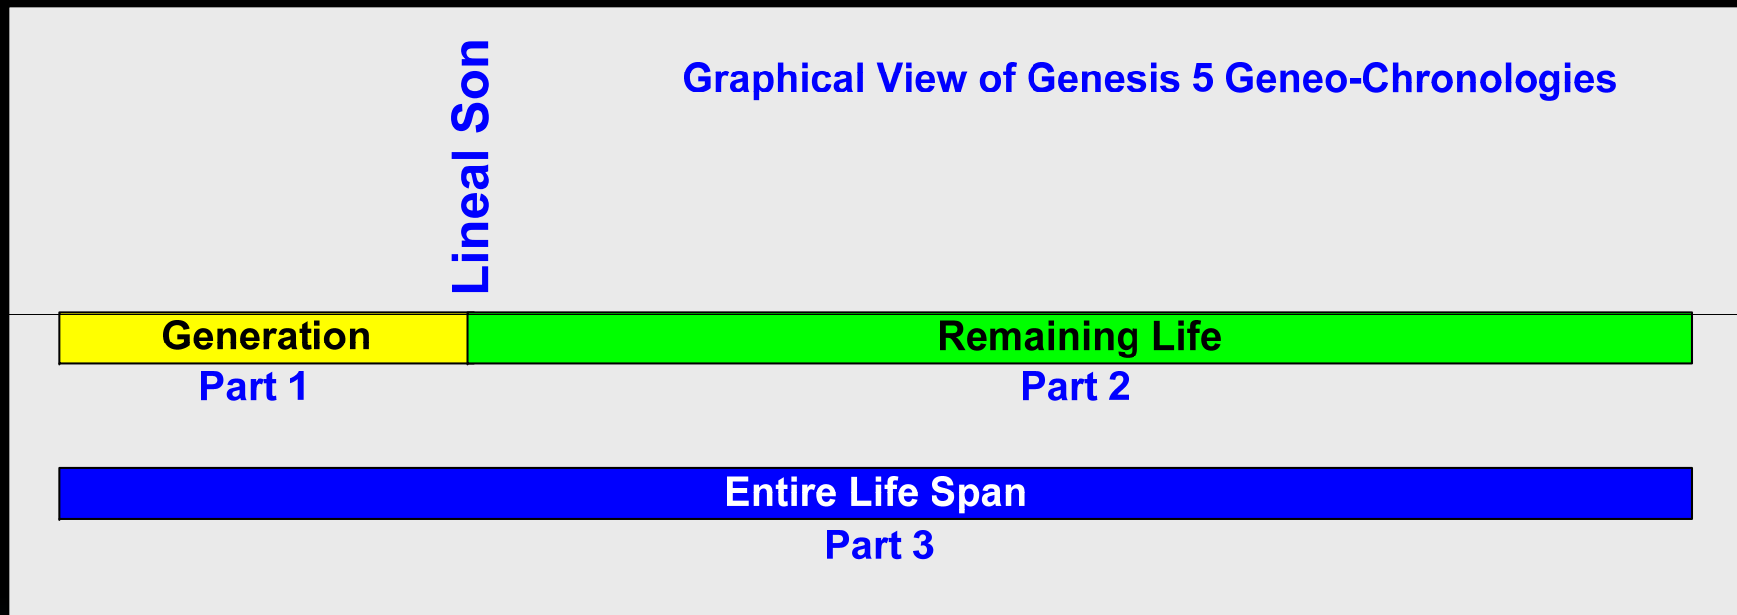 Graphical View of Genesis 5 Geneo-Chronologies
Lineal Son
Generation
Remaining Life
Part 1
Part 2
Entire Life Span
Part 3